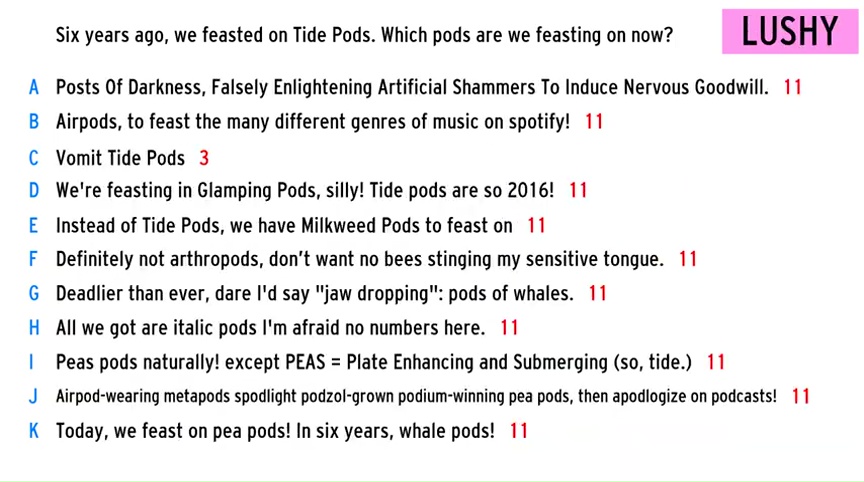 Six years ago, we feasted on Tide Pods. Which pods are we feasting on now?
LUSHY
A Posts Of Darkness, Falsely Enlightening Artificial Shammers To Induce Nervous Goodwill. 11
B Airpods, to feast the many different genres of music on spotify! 11
C Vomit Tide Pods 3
D We're feasting in Glamping Pods, silly! Tide pods are so 2016! 11
E Instead of Tide Pods, we have Milkweed Pods to feast on 11
F Definitely not arthropods, don't want no bees stinging my sensitive tongue. 11
G Deadlier than ever, dare I'd say "jaw dropping": pods of whales. 11
H All we got are italic pods I'm afraid no numbers here. 11
I Peas pods naturally! except PEAS = Plate Enhancing and Submerging (so, tide.) 11
J Airpod-wearing metapods spodlight podzol-grown podium-winning pea pods, then apodlogize on podcasts! 11
K Today, we feast on pea pods! In six years, whale pods! 11